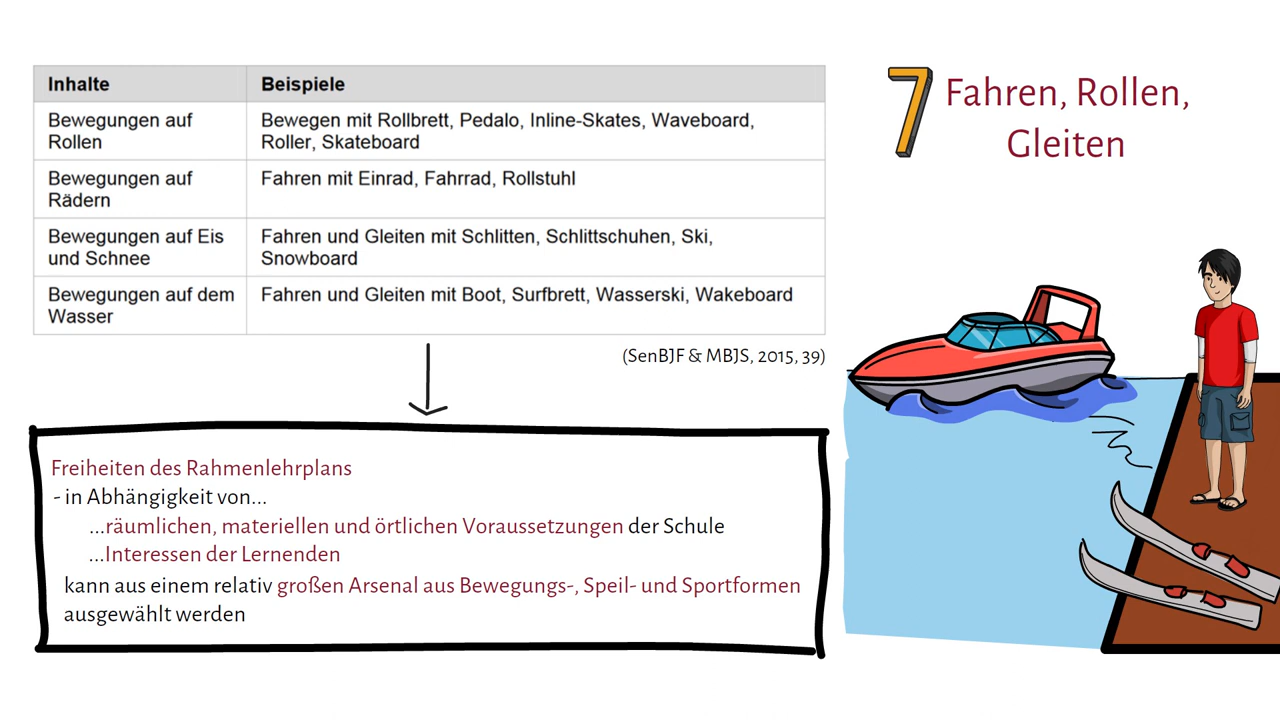 Inhalte Beispiele
Bewegungen auf Bewegen mit Rollbrett, Pedalo, Inline-Skates, Waveboard,
Rollen Roller, Skateboard
Bewegungen auf Fahren mit Einrad, Fahrrad, Rollstuhl
Rädern
Bewegungen auf Eis Fahren und Gleiten mit Schlitten, Schlittschuhen, Ski,
und Schnee Snowboard
Bewegungen auf dem Fahren und Gleiten mit Boot, Surfbrett, Wasserski, Wakeboard
Wasser
(SenBJF & MBJS, 2015, 39)
7 Fahren, Rollen,
Gleiten
Freiheiten des Rahmenlehrplans
- in Abhängigkeit von...
...räumlichen, materiellen und örtlichen Voraussetzungen der Schule
...Interessen der Lernenden
kann aus einem relativ großen Arsenal aus Bewegungs-, Speil- und Sportformen
ausgewählt werden